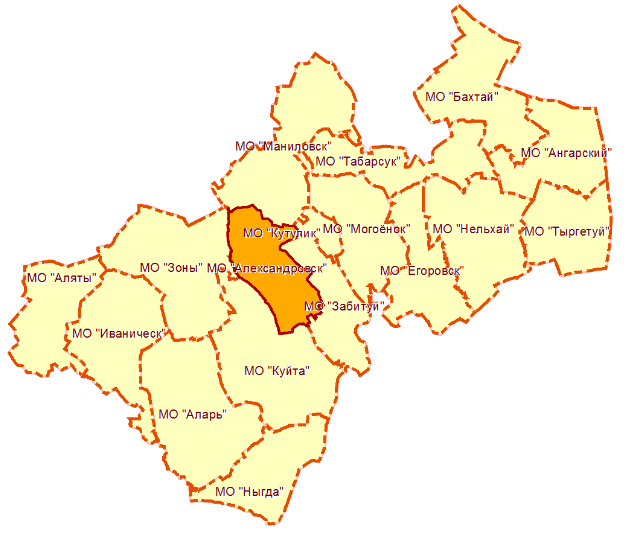 МО "Бахтай"
МО "Маниловск"
МО "Табарсук"
МО "Ангарский"
МО "Кутулик"
МО "Могоёнок"
МО "Нельхай"
МО "Тыргетуй"
МО "Аляты"
МО "Зоны"
МО "Александровск"
МО "Егоровск"
МО "Забитуй"
МО "Иваническ"
МО "Куйта"
МО "Аларь"
МО "Ныгда"